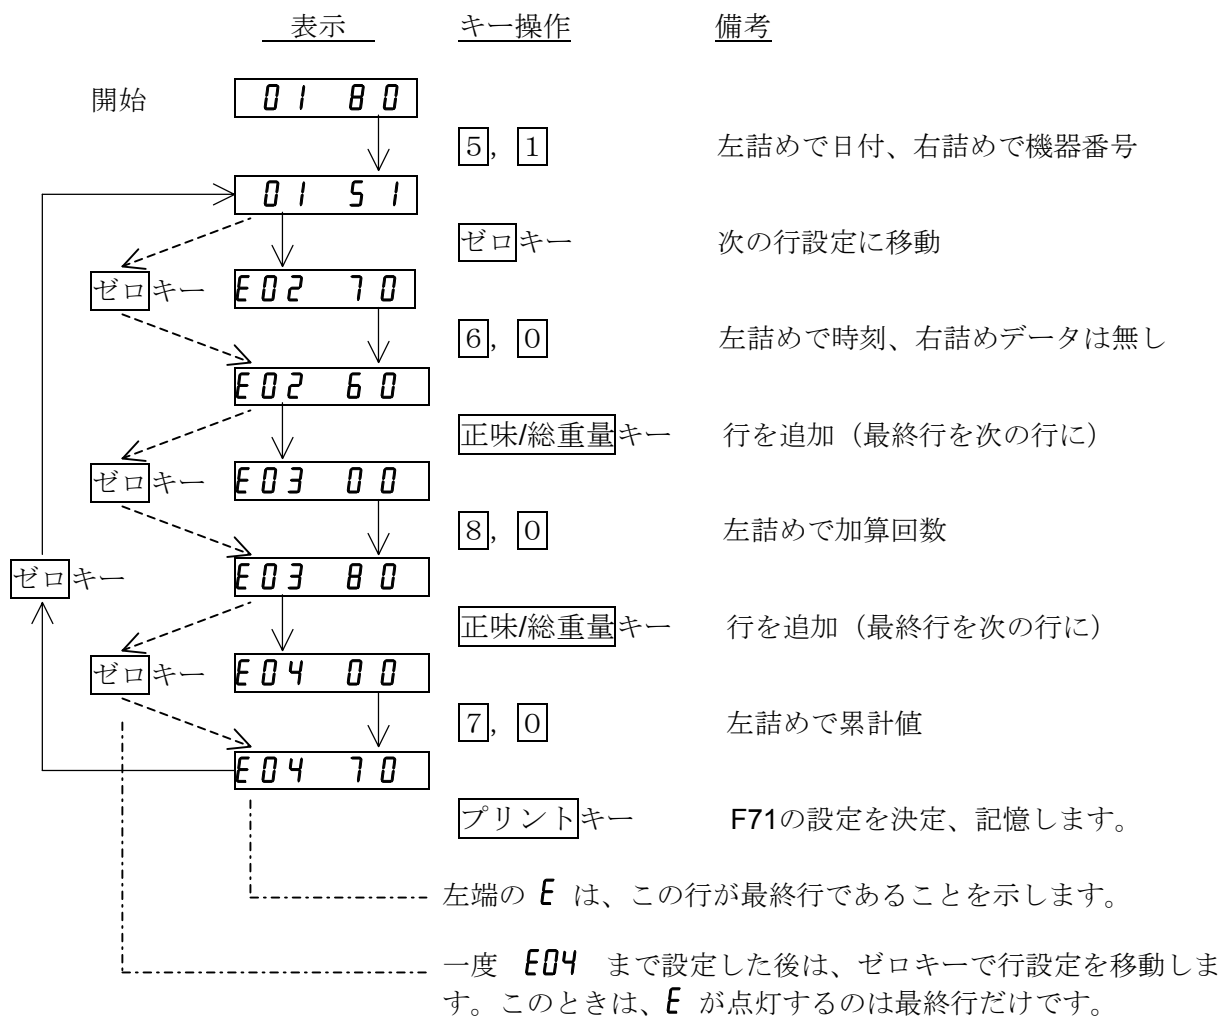 表示 キー操作 備考
開始 01 80
5, 1 左詰めで日付、右詰めで機器番号
01 51
ゼロキー 次の行設定に移動
ゼロキー E02 70
6, 0 左詰めで時刻、右詰めデータは無し
E02 60
正味/総重量キー 行を追加（最終行を次の行に）
ゼロキー E03 00
8, 0 左詰めで加算回数
ゼロキー E03 80
正味/総重量キー 行を追加（最終行を次の行に）
ゼロキー E04 00
7, 0 左詰めで累計値
E04 70
プリントキー F71の設定を決定、記憶します。
左端の E は、この行が最終行であることを示します。
一度 E04 まで設定した後は、ゼロキーで行設定を移動しま
す。このときは、E が点灯するのは最終行だけです。